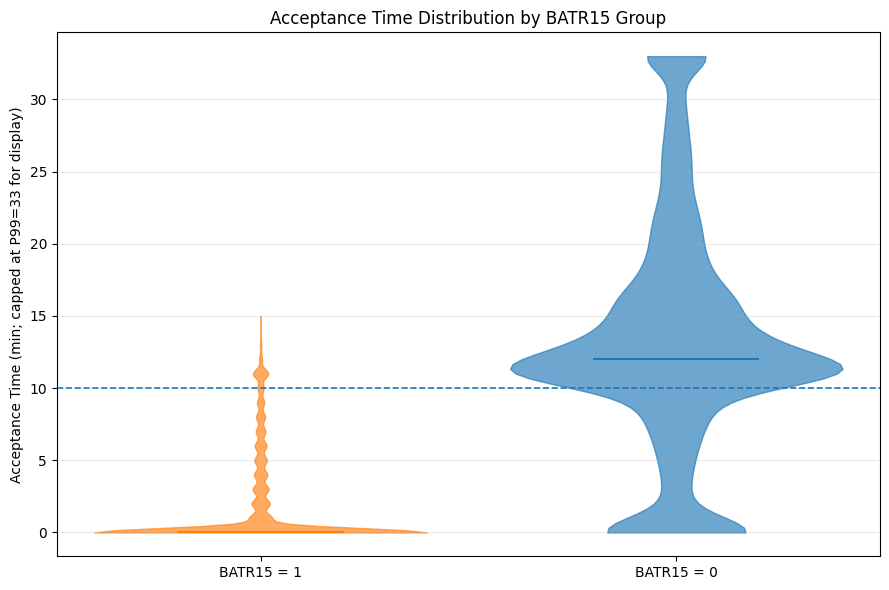 Acceptance Time Distribution by BATR15 Group
Acceptance Time (min; capped at P99=33 for display)
30
25
20
15
10
5
0
BATR15 = 1
BATR15 = 0